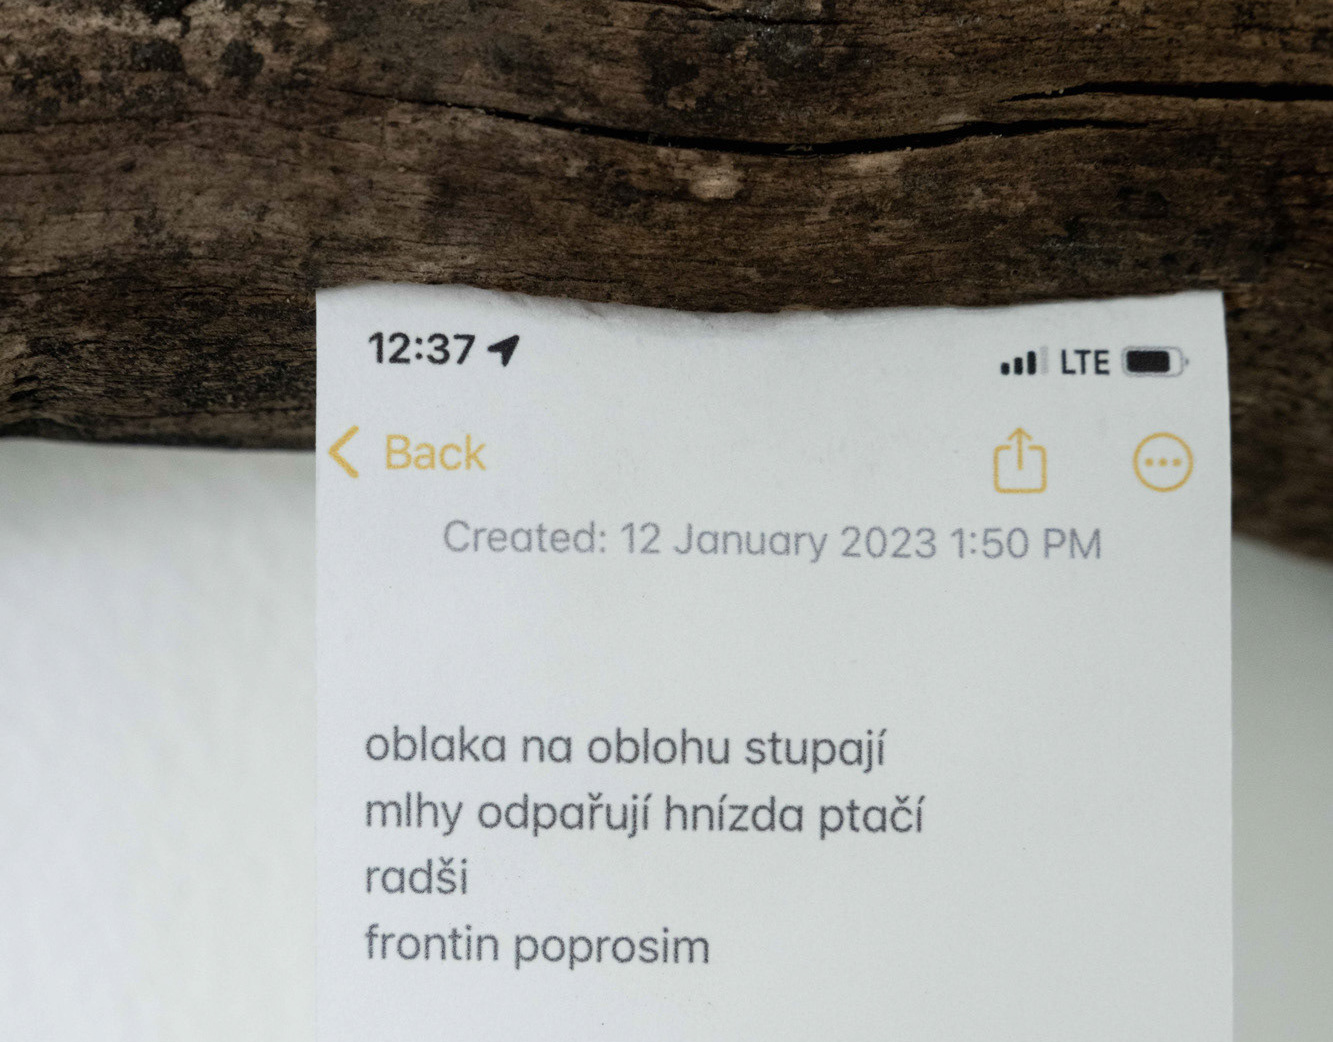 12:37 LTE
Back
Created: 12 January 2023 1:50 PM
oblaka na oblohu stupají
mlhy odpařují hnízda ptačí
radši
frontin poprosim